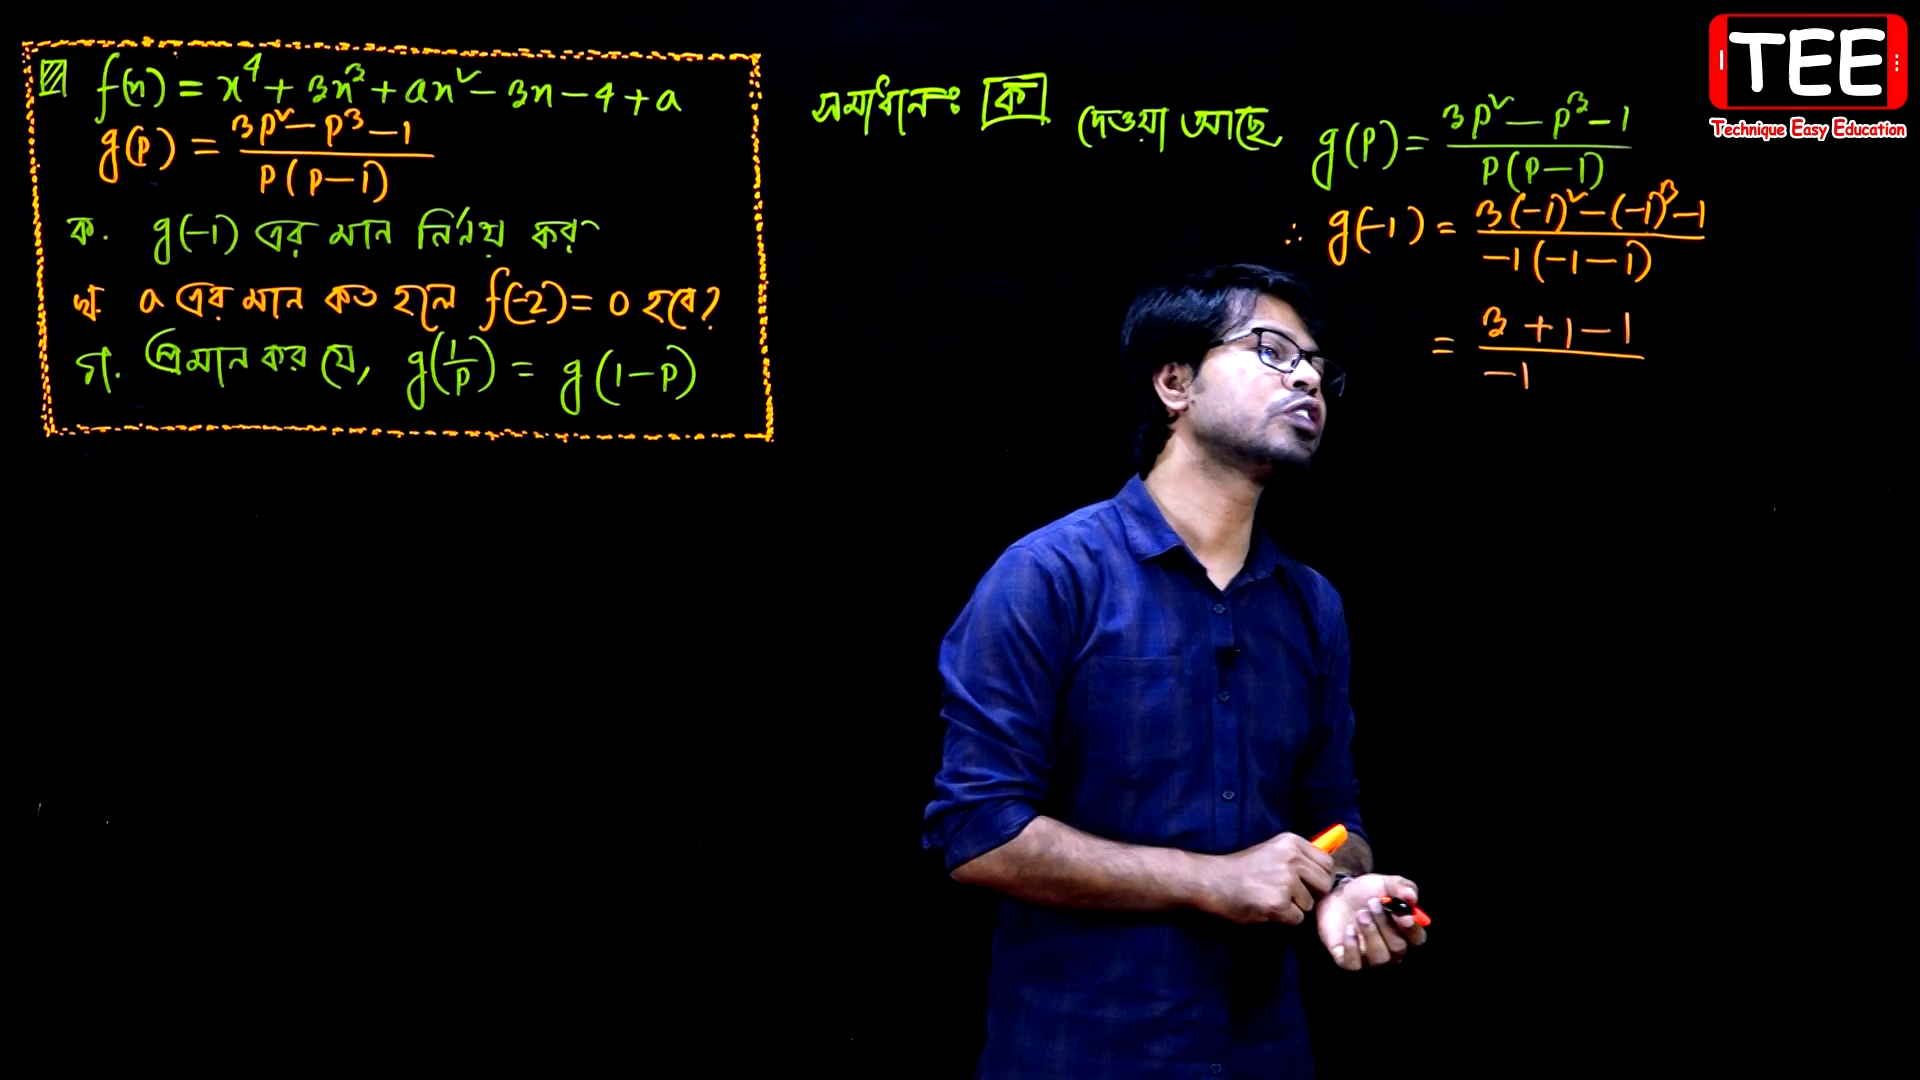 f(x) = x⁴ + 3x³ + ax² - 3x - 4 + a
g(p) = 3p² - p³ - 1 / p(p-1)
ক. g(-1) এর মান নির্ণয় কর
খ. a এর মান কত হলে f(-2) = 0 হবে?
গ. প্রমান কর যে, g(1/p) = g(1-p)
সমাধানঃ ক
দেওয়া আছে, g(p) = 3p² - p³ - 1 / p(p-1)
∴ g(-1) = 3(-1)² - (-1)³ - 1 / -1(-1-1)
= 3 + 1 - 1 / -1
TEE
Technique Easy Education